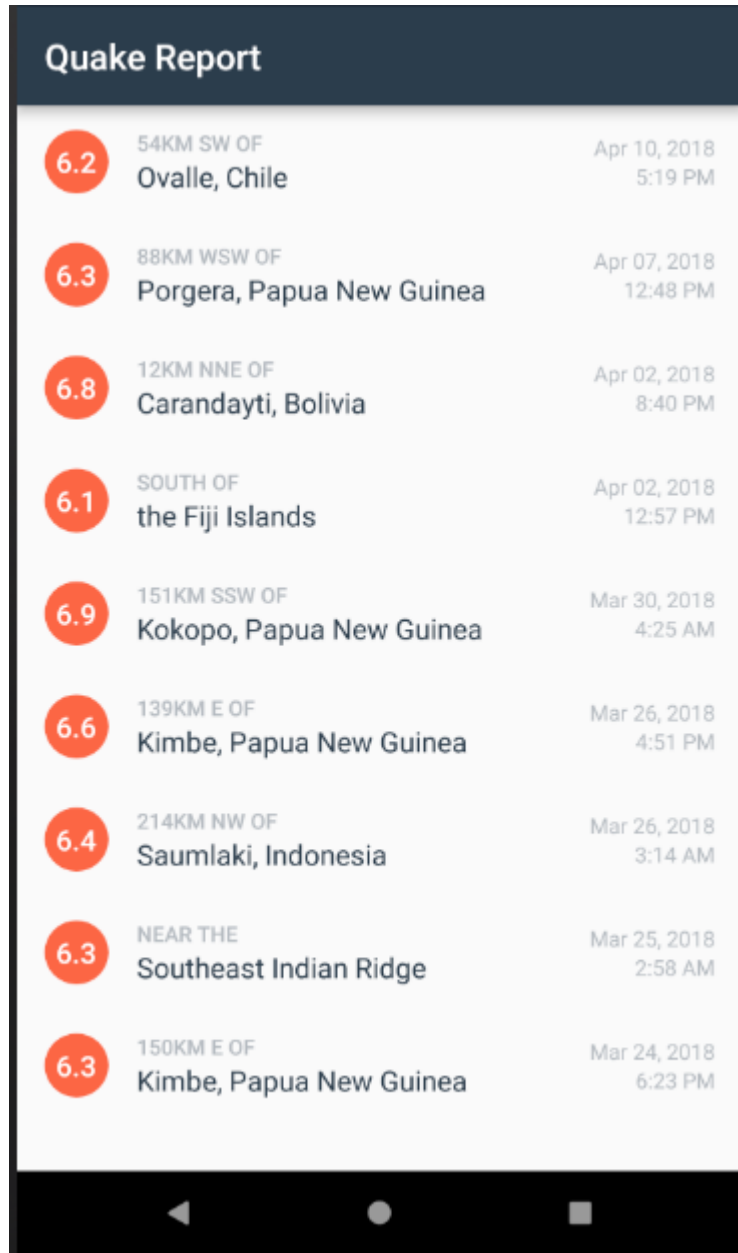 Quake Report
6.2
54KM SW OF
Ovalle, Chile
Apr 10, 2018
5:19 PM
6.3
88KM WSW OF
Porgera, Papua New Guinea
Apr 07, 2018
12:48 PM
6.8
12KM NNE OF
Carandayti, Bolivia
Apr 02, 2018
8:40 PM
6.1
SOUTH OF
the Fiji Islands
Apr 02, 2018
12:57 PM
6.9
151KM SSW OF
Kokopo, Papua New Guinea
Mar 30, 2018
4:25 AM
6.6
139KM E OF
Kimbe, Papua New Guinea
Mar 26, 2018
4:51 PM
6.4
214KM NW OF
Saumlaki, Indonesia
Mar 26, 2018
3:14 AM
6.3
NEAR THE
Southeast Indian Ridge
Mar 25, 2018
2:58 AM
6.3
150KM E OF
Kimbe, Papua New Guinea
Mar 24, 2018
6:23 PM